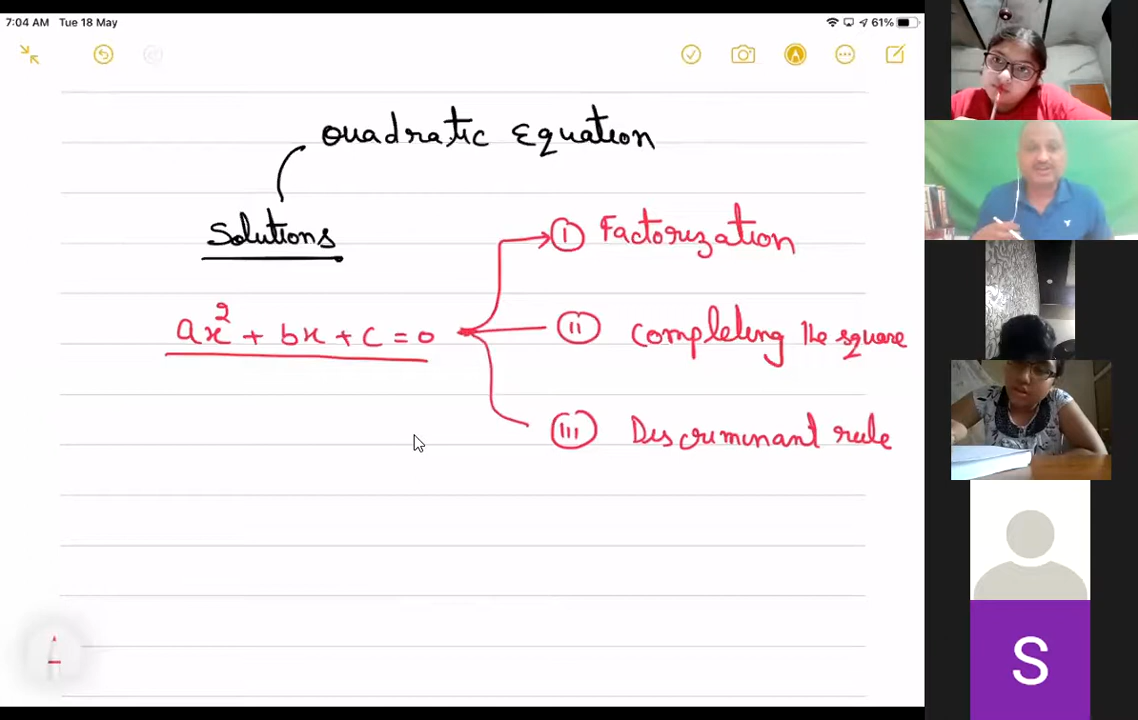 7:04 AM Tue 18 May
61%
Quadratic Equation
Solutions
ax² + bx + c = 0
(i) Factorization
(ii) Completing the square
(iii) Discriminant rule
S